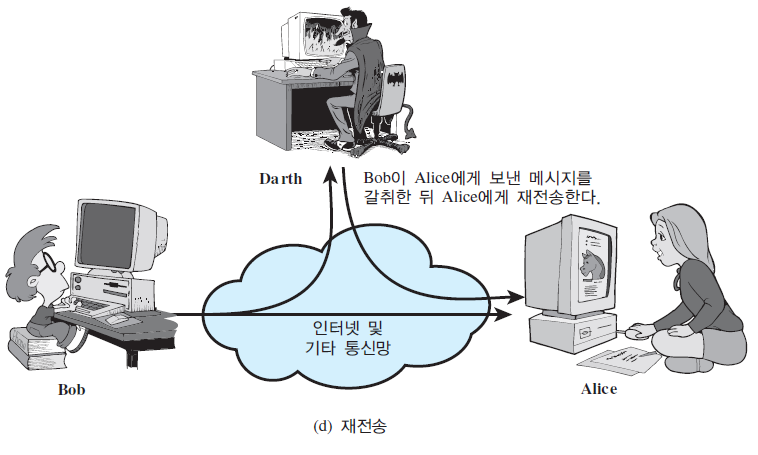 Darth
Bob이 Alice에게 보낸 메시지를
갈취한 뒤 Alice에게 재전송한다.
인터넷 및
기타 통신망
Bob
Alice
(d) 재전송